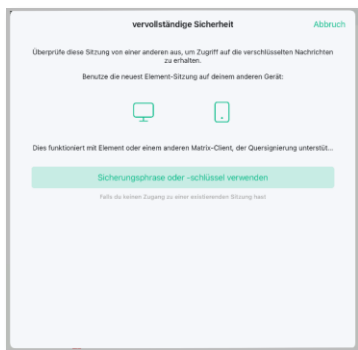 vervollständige Sicherheit
Abbruch
Überprüfe diese Sitzung von einer anderen aus, um Zugriff auf die verschlüsselten Nachrichten
zu erhalten.
Benutze die neuest Element-Sitzung auf deinem anderen Gerät:
Dies funktioniert mit Element oder einem anderen Matrix-Client, der Quersignierung unterstüt...
Sicherungsphrase oder -schlüssel verwenden
Falls du keinen Zugang zu einer existierenden Sitzung hast